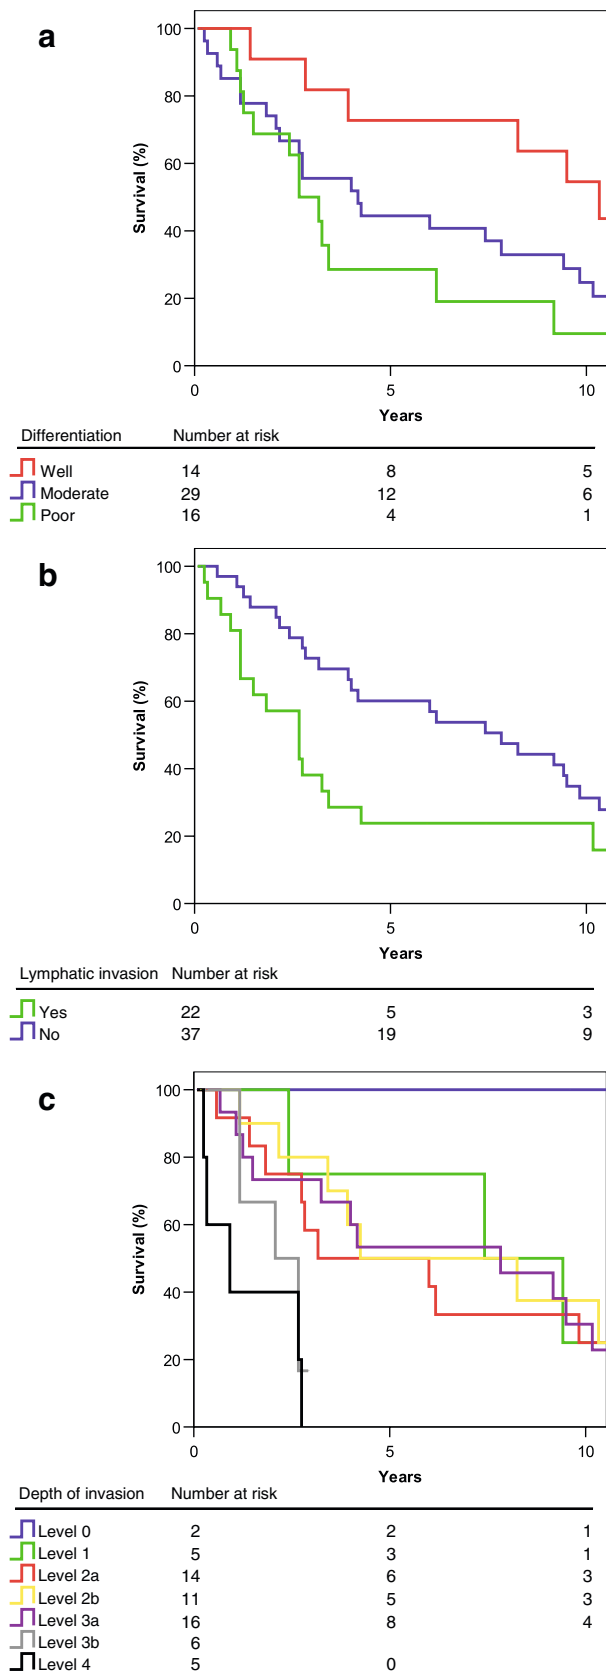 a
100
80
60
40
20
0
Survival (%)
0 5 10
Years
Differentiation Number at risk
Well 14 8 5
Moderate 29 12 6
Poor 16 4 1
b
100
80
60
40
20
0
Survival (%)
0 5 10
Years
Lymphatic invasion Number at risk
Yes 22 5 3
No 37 19 9
c
100
80
60
40
20
0
Survival (%)
0 5 10
Years
Depth of invasion Number at risk
Level 0 2 2 1
Level 1 5 3 1
Level 2a 14 6 3
Level 2b 11 5 3
Level 3a 16 8 4
Level 3b 6
Level 4 5 0